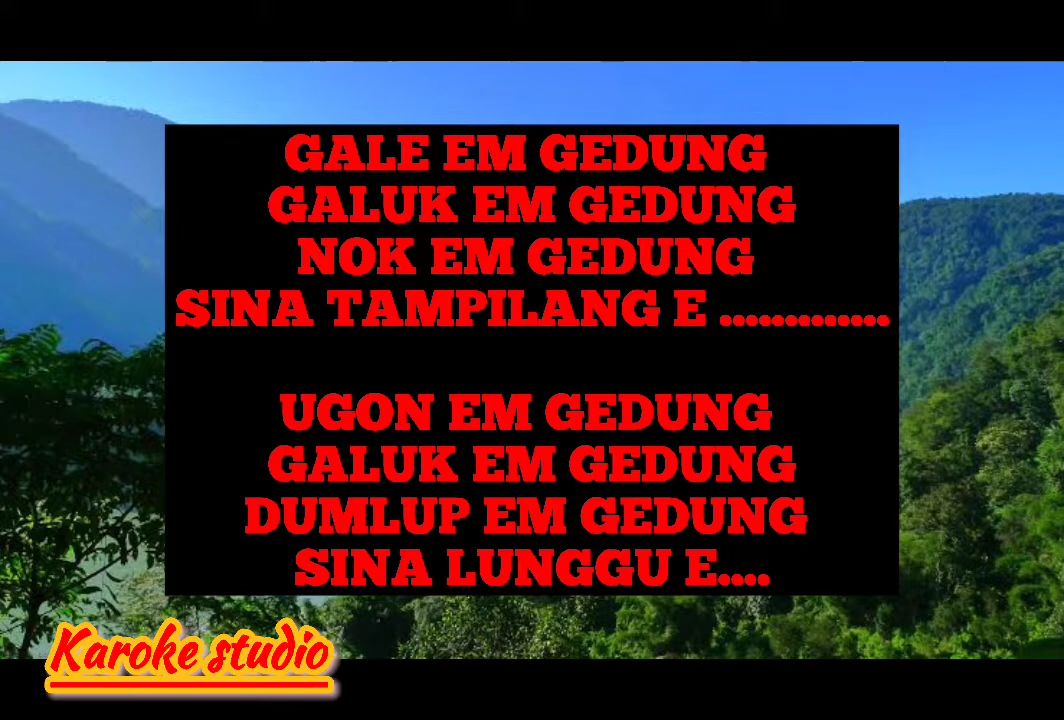 GALE EM GEDUNG
GALUK EM GEDUNG
NOK EM GEDUNG
SINA TAMPILANG E .............
UGON EM GEDUNG
GALUK EM GEDUNG
DUMLUP EM GEDUNG
SINA LUNGGU E....
Karoke studio